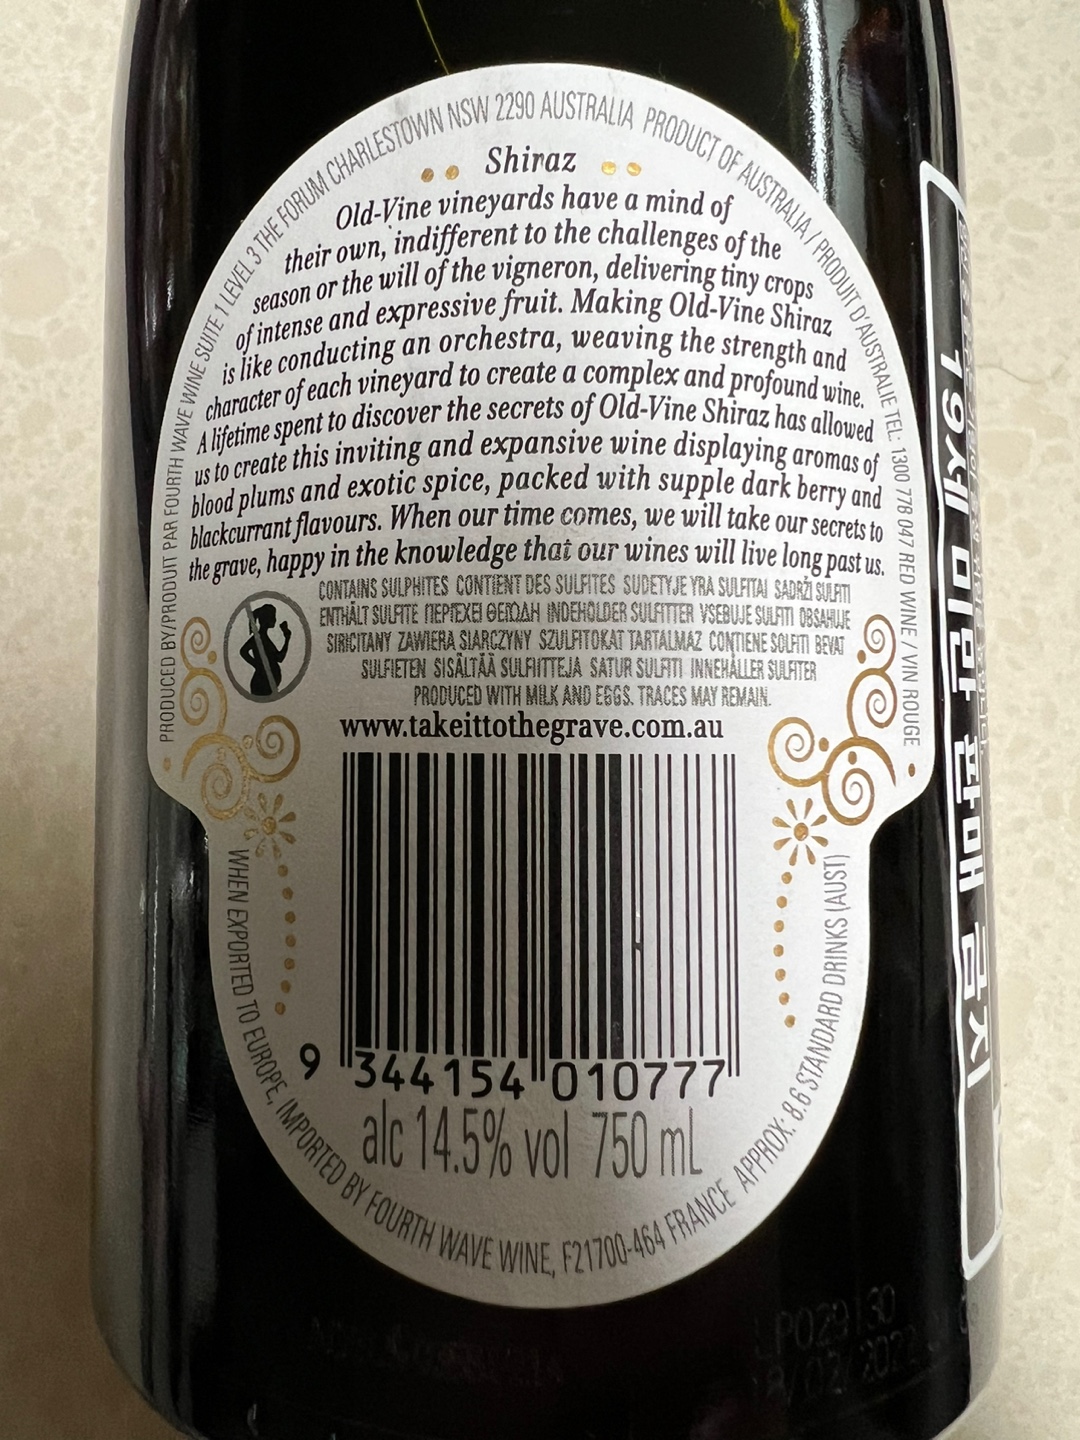 PRODUCED BY/PRODUIT PAR FOURTH WAVE WINE SUITE 1 LEVEL 3 THE FORUM CHARLESTOWN NSW 2290 AUSTRALIA PRODUCT OF AUSTRALIA / PRODUIT D'AUSTRALIE TEL: 1300 778 047 RED WINE / VIN ROUGE
Shiraz
Old-Vine vineyards have a mind of
their own, indifferent to the challenges of the
season or the will of the vigneron, delivering tiny crops
of intense and expressive fruit. Making Old-Vine Shiraz
is like conducting an orchestra, weaving the strength and
character of each vineyard to create a complex and profound wine.
A lifetime spent to discover the secrets of Old-Vine Shiraz has allowed
us to create this inviting and expansive wine displaying aromas of
blood plums and exotic spice, packed with supple dark berry and
blackcurrant flavours. When our time comes, we will take our secrets to
the grave, happy in the knowledge that our wines will live long past us.
CONTAINS SULPHITES CONTIENT DES SULFITES SUDETYJE YRA SULFITAI SADRŽI SULFITI
ENTHÄLT SULFITE ΠΕΡΙΕΧΕΙ ΘΕΙΩΔΗ INDEHOLDER SULFITTER VSEBUJE SULFITI OBSAHUJE
SIRICITANY ZAWIERA SIARCZYNY SZULFITOKAT TARTALMAZ CONTIENE SOLFITI BEVAT
SULFIETEN SISÄLTÄÄ SULFIITTEJA SATUR SULFITI INNEHÅLLER SULFITER
PRODUCED WITH MILK AND EGGS. TRACES MAY REMAIN.
www.takeittothegrave.com.au
9 344154 010777
alc 14.5% vol 750 mL
WHEN EXPORTED TO EUROPE, IMPORTED BY FOURTH WAVE WINE, F21700-464 FRANCE APPROX: 8.6 STANDARD DRINKS (AUST)
19세 미만 판매 금지
LP029130